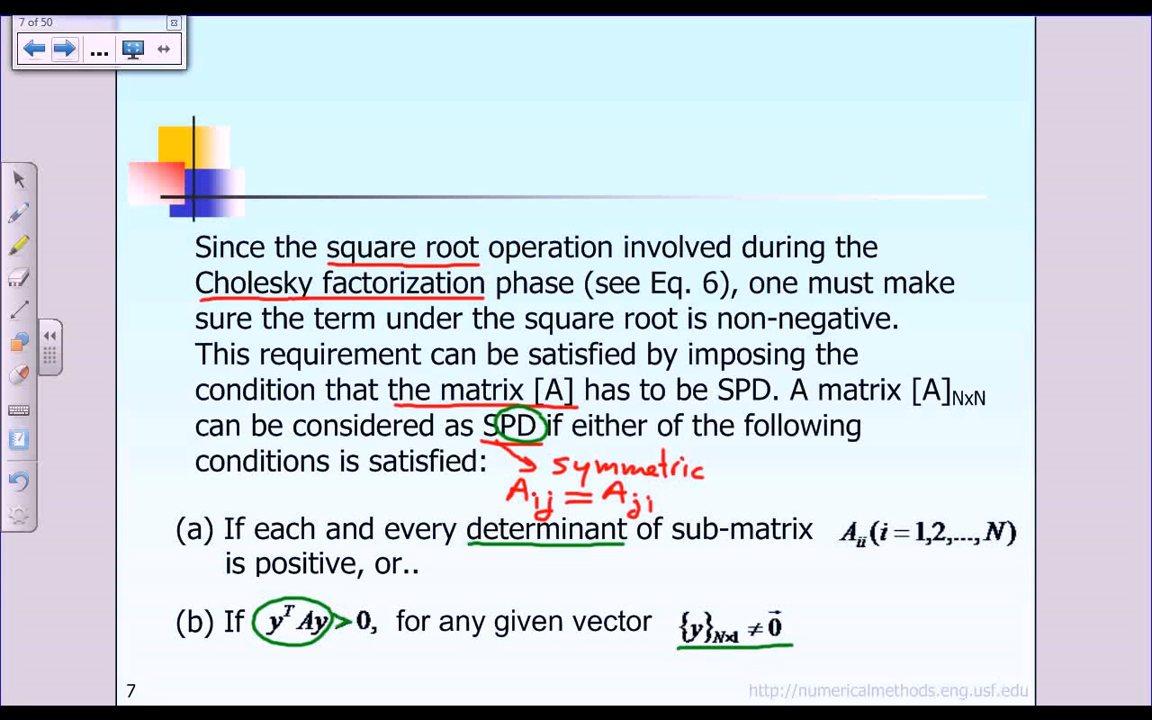 7 of 50
...
Since the square root operation involved during the
Cholesky factorization phase (see Eq. 6), one must make
sure the term under the square root is non-negative.
This requirement can be satisfied by imposing the
condition that the matrix [A] has to be SPD. A matrix [A]NxN
can be considered as SPD if either of the following
conditions is satisfied:
symmetric
Aij = Aji
(a) If each and every determinant of sub-matrix Aii (i = 1,2,...,N)
is positive, or..
(b) If y^T Ay > 0, for any given vector {y}Nx1 ≠ 0⃗
7
http://numericalmethods.eng.usf.edu